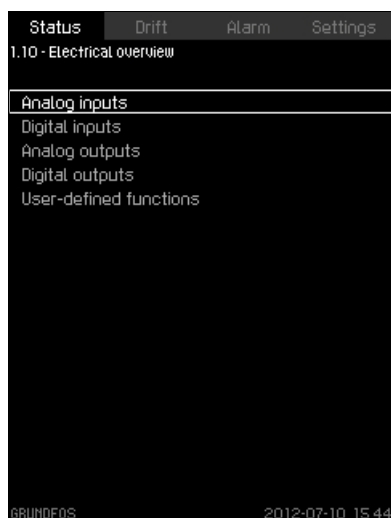 Status Drift Alarm Settings
1.10 - Electrical overview
Analog inputs
Digital inputs
Analog outputs
Digital outputs
User-defined functions
GRUNDFOS 2012-07-10 15:44